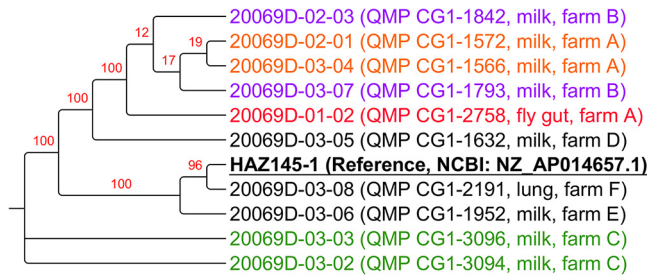 20069D-02-03 (QMP CG1-1842, milk, farm B)
12
20069D-02-01 (QMP CG1-1572, milk, farm A)
19
20069D-03-04 (QMP CG1-1566, milk, farm A)
17
100
20069D-03-07 (QMP CG1-1793, milk, farm B)
100
20069D-01-02 (QMP CG1-2758, fly gut, farm A)
100
20069D-03-05 (QMP CG1-1632, milk, farm D)
96
HAZ145-1 (Reference, NCBI: NZ_AP014657.1)
100
20069D-03-08 (QMP CG1-2191, lung, farm F)
20069D-03-06 (QMP CG1-1952, milk, farm E)
20069D-03-03 (QMP CG1-3096, milk, farm C)
20069D-03-02 (QMP CG1-3094, milk, farm C)